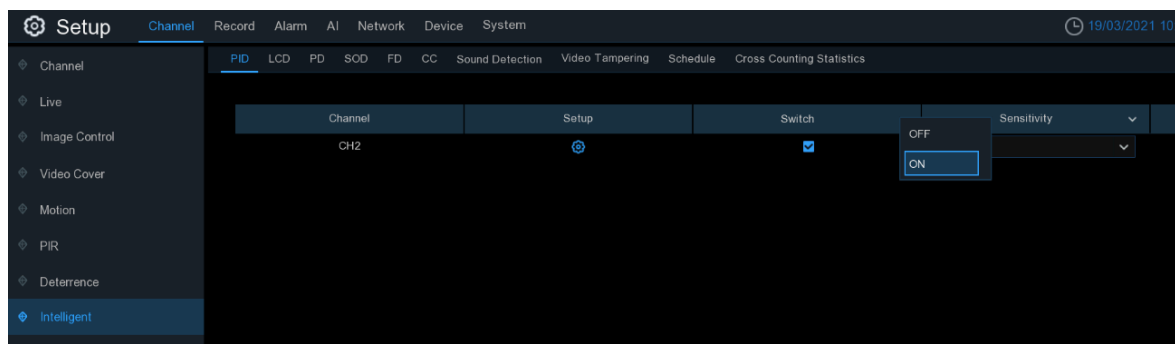 Setup Channel Record Alarm AI Network Device System 19/03/2021 10
PID LCD PD SOD FD CC Sound Detection Video Tampering Schedule Cross Counting Statistics
Channel
Live
Image Control
Video Cover
Motion
PIR
Deterrence
Intelligent
Channel Setup Switch Sensitivity
CH2
OFF
ON